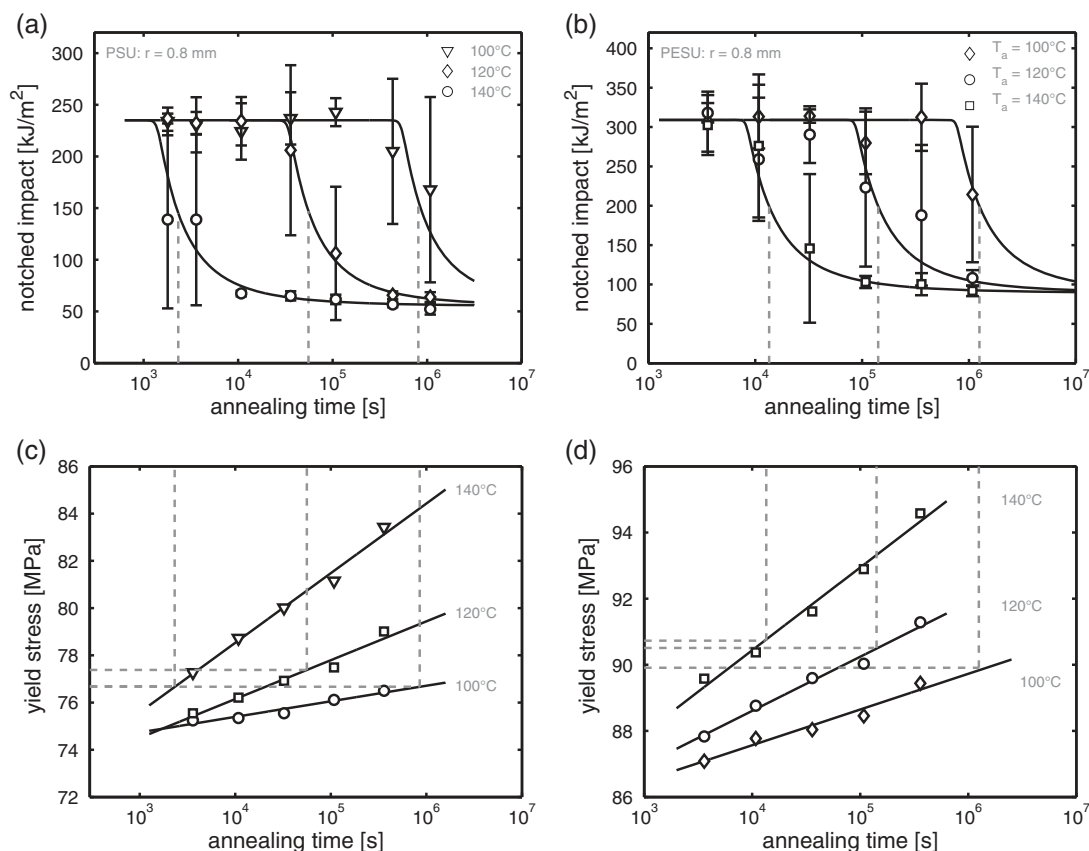 (a)
300
250
200
150
100
50
0
notched impact [kJ/m²]
PSU: r = 0.8 mm
100°C
120°C
140°C
10³ 10⁴ 10⁵ 10⁶ 10⁷
annealing time [s]
(b)
400
350
300
250
200
150
100
50
0
notched impact [kJ/m²]
PESU: r = 0.8 mm
Tₐ = 100°C
Tₐ = 120°C
Tₐ = 140°C
10³ 10⁴ 10⁵ 10⁶ 10⁷
annealing time [s]
(c)
86
84
82
80
77
75
72
yield stress [MPa]
140°C
120°C
100°C
10³ 10⁴ 10⁵ 10⁶ 10⁷
annealing time [s]
(d)
96
94
92
90
88
86
yield stress [MPa]
140°C
120°C
100°C
10³ 10⁴ 10⁵ 10⁶ 10⁷
annealing time [s]